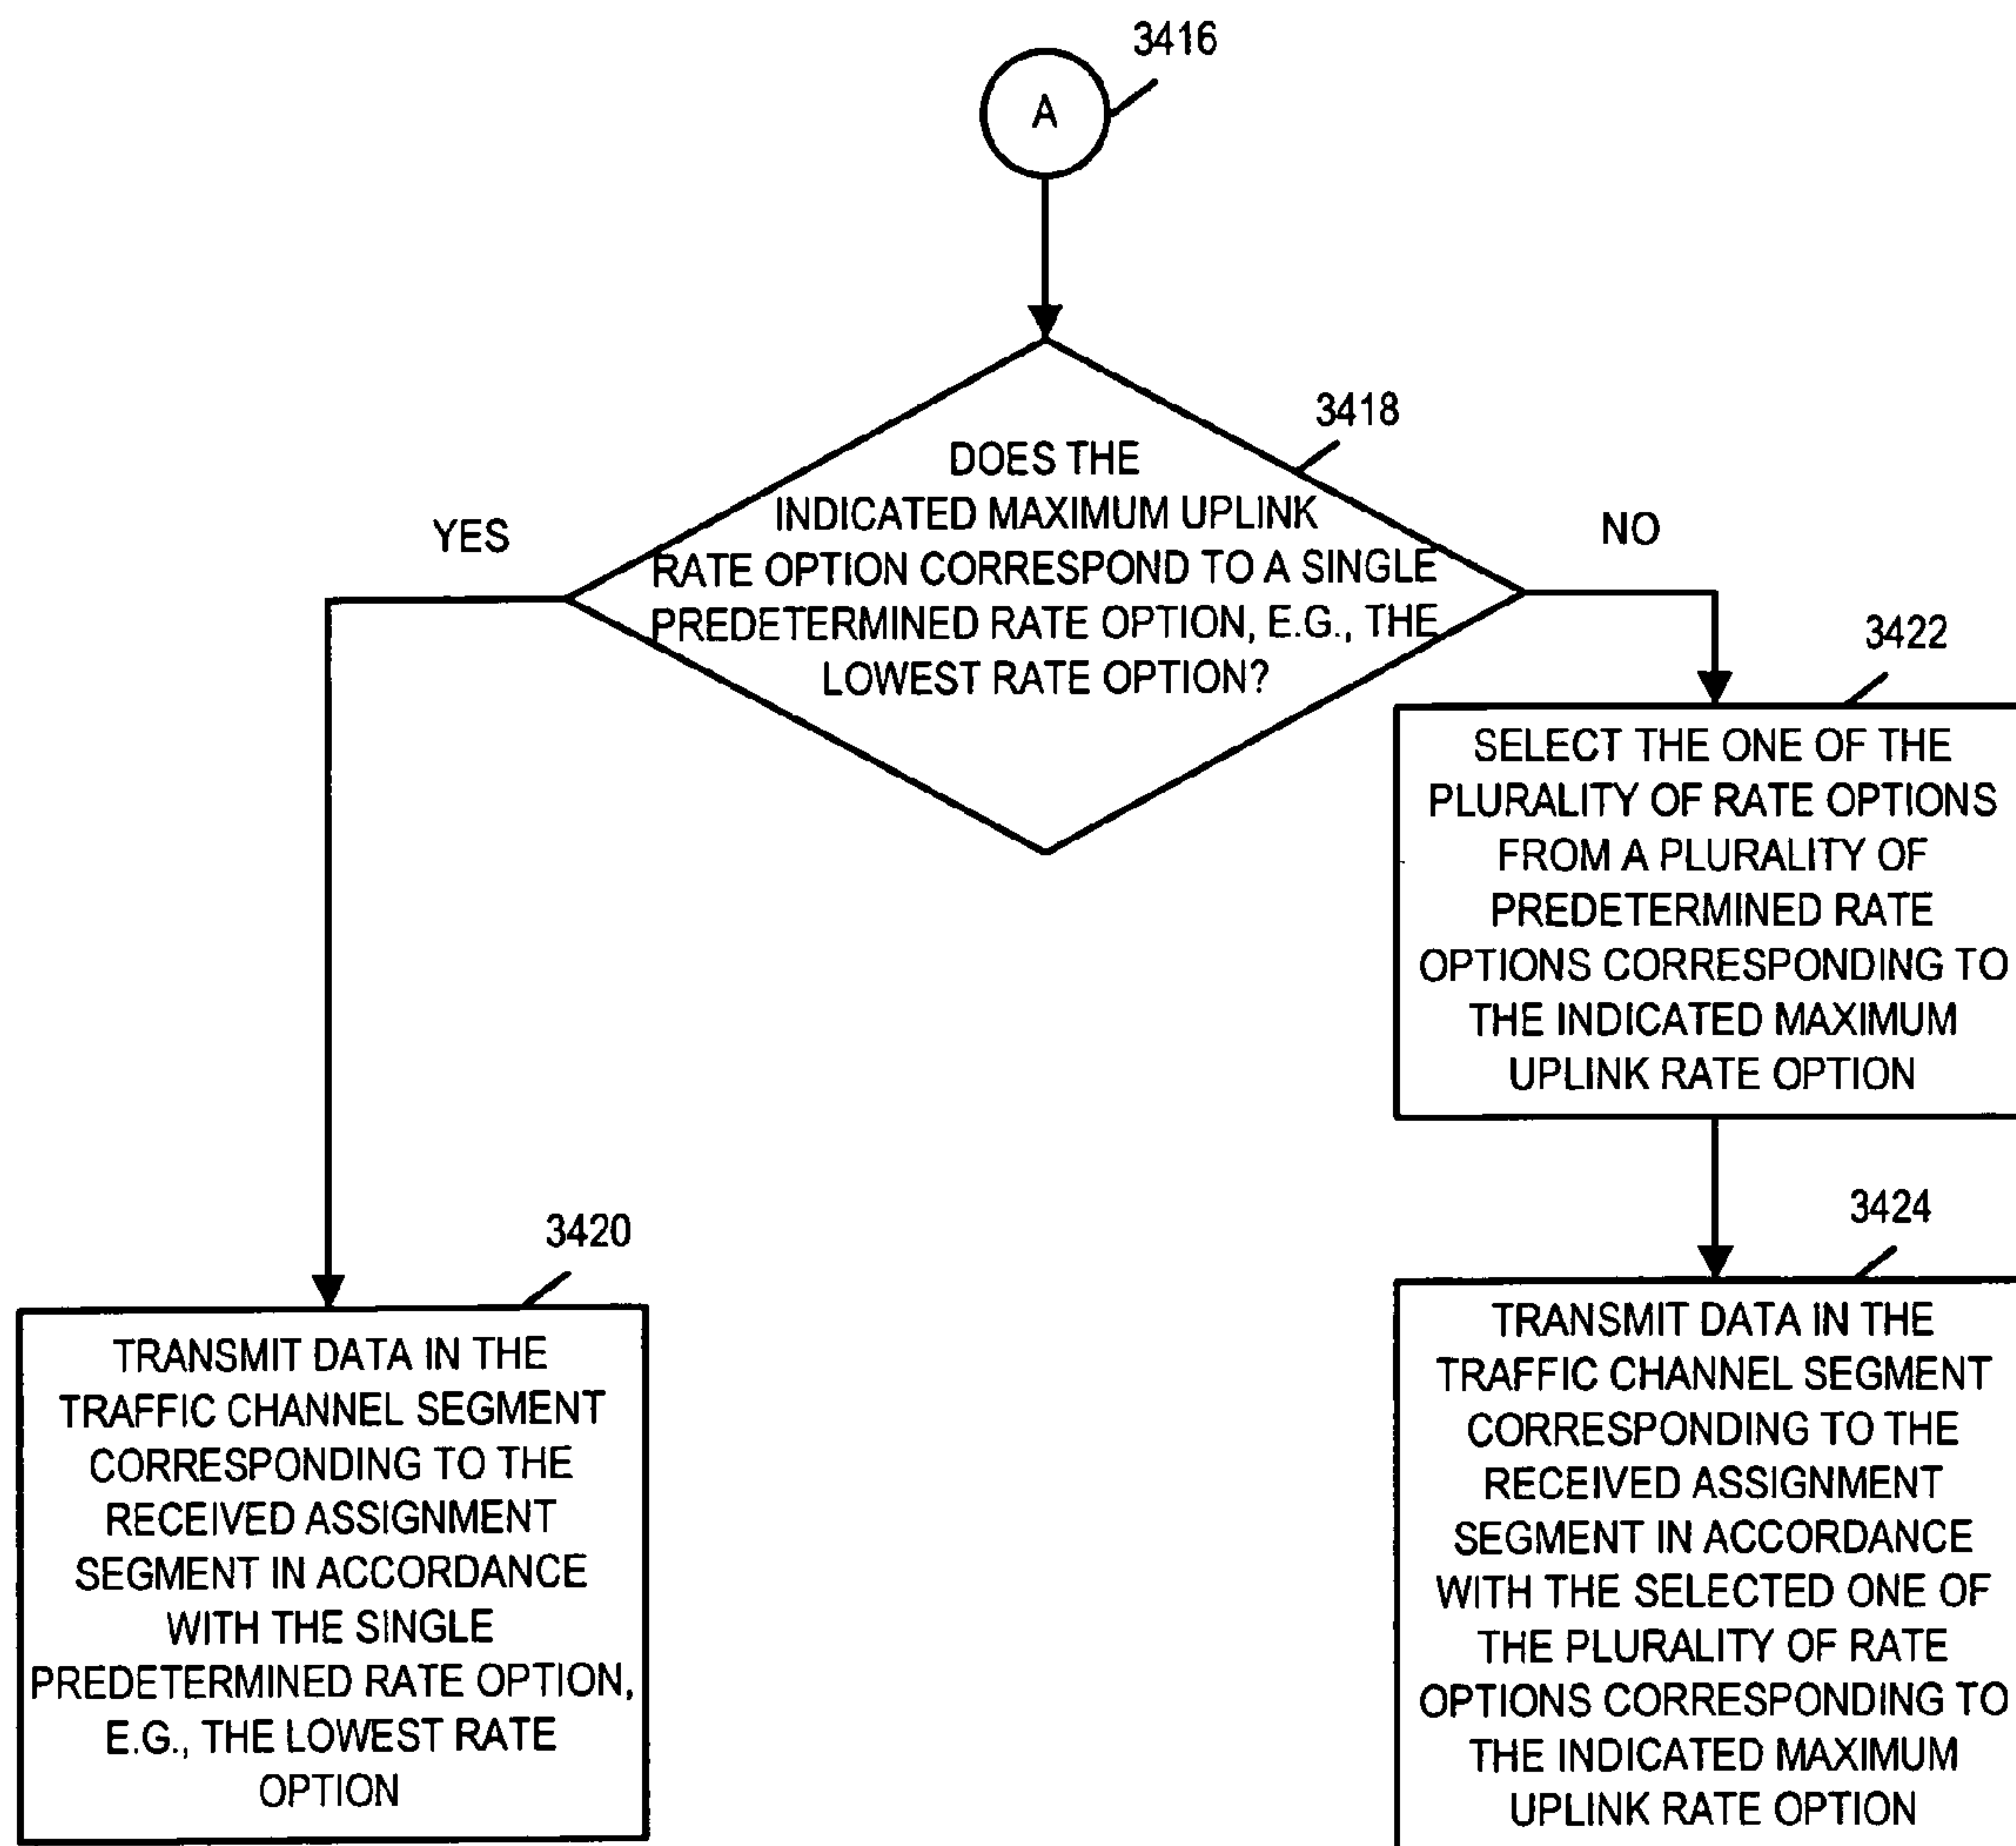 3416
A
3418
DOES THE
INDICATED MAXIMUM UPLINK
RATE OPTION CORRESPOND TO A SINGLE
PREDETERMINED RATE OPTION, E.G., THE
LOWEST RATE OPTION?
YES
NO
3422
SELECT THE ONE OF THE
PLURALITY OF RATE OPTIONS
FROM A PLURALITY OF
PREDETERMINED RATE
OPTIONS CORRESPONDING TO
THE INDICATED MAXIMUM
UPLINK RATE OPTION
3420
TRANSMIT DATA IN THE
TRAFFIC CHANNEL SEGMENT
CORRESPONDING TO THE
RECEIVED ASSIGNMENT
SEGMENT IN ACCORDANCE
WITH THE SINGLE
PREDETERMINED RATE OPTION,
E.G., THE LOWEST RATE
OPTION
3424
TRANSMIT DATA IN THE
TRAFFIC CHANNEL SEGMENT
CORRESPONDING TO THE
RECEIVED ASSIGNMENT
SEGMENT IN ACCORDANCE
WITH THE SELECTED ONE OF
THE PLURALITY OF RATE
OPTIONS CORRESPONDING TO
THE INDICATED MAXIMUM
UPLINK RATE OPTION